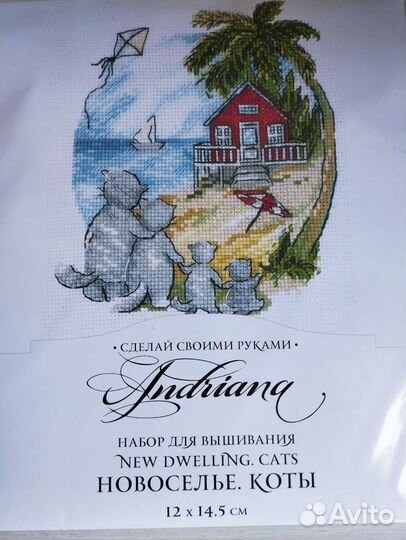 • СДЕЛАЙ СВОИМИ РУКАМИ •
Andriana
НАБОР ДЛЯ ВЫШИВАНИЯ
NEW DWELLING. CATS
НОВОСЕЛЬЕ. КОТЫ
12 х 14.5 см
Avito